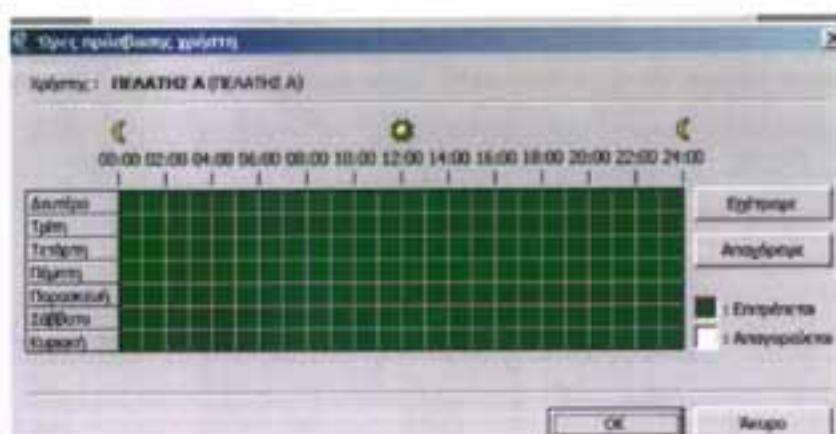 Ώρες πρόσβασης χρήστη
Χρήστης : ΠΕΛΑΤΗΣ Α (ΠΕΛΑΤΗΣ Α)
00:00 02:00 04:00 06:00 08:00 10:00 12:00 14:00 16:00 18:00 20:00 22:00 24:00
Δευτέρα
Τρίτη
Τετάρτη
Πέμπτη
Παρασκευή
Σάββατο
Κυριακή
Επέτρεψε
Απαγόρεψε
: Επιτρέπεται
: Απαγορεύεται
OK
Άκυρο